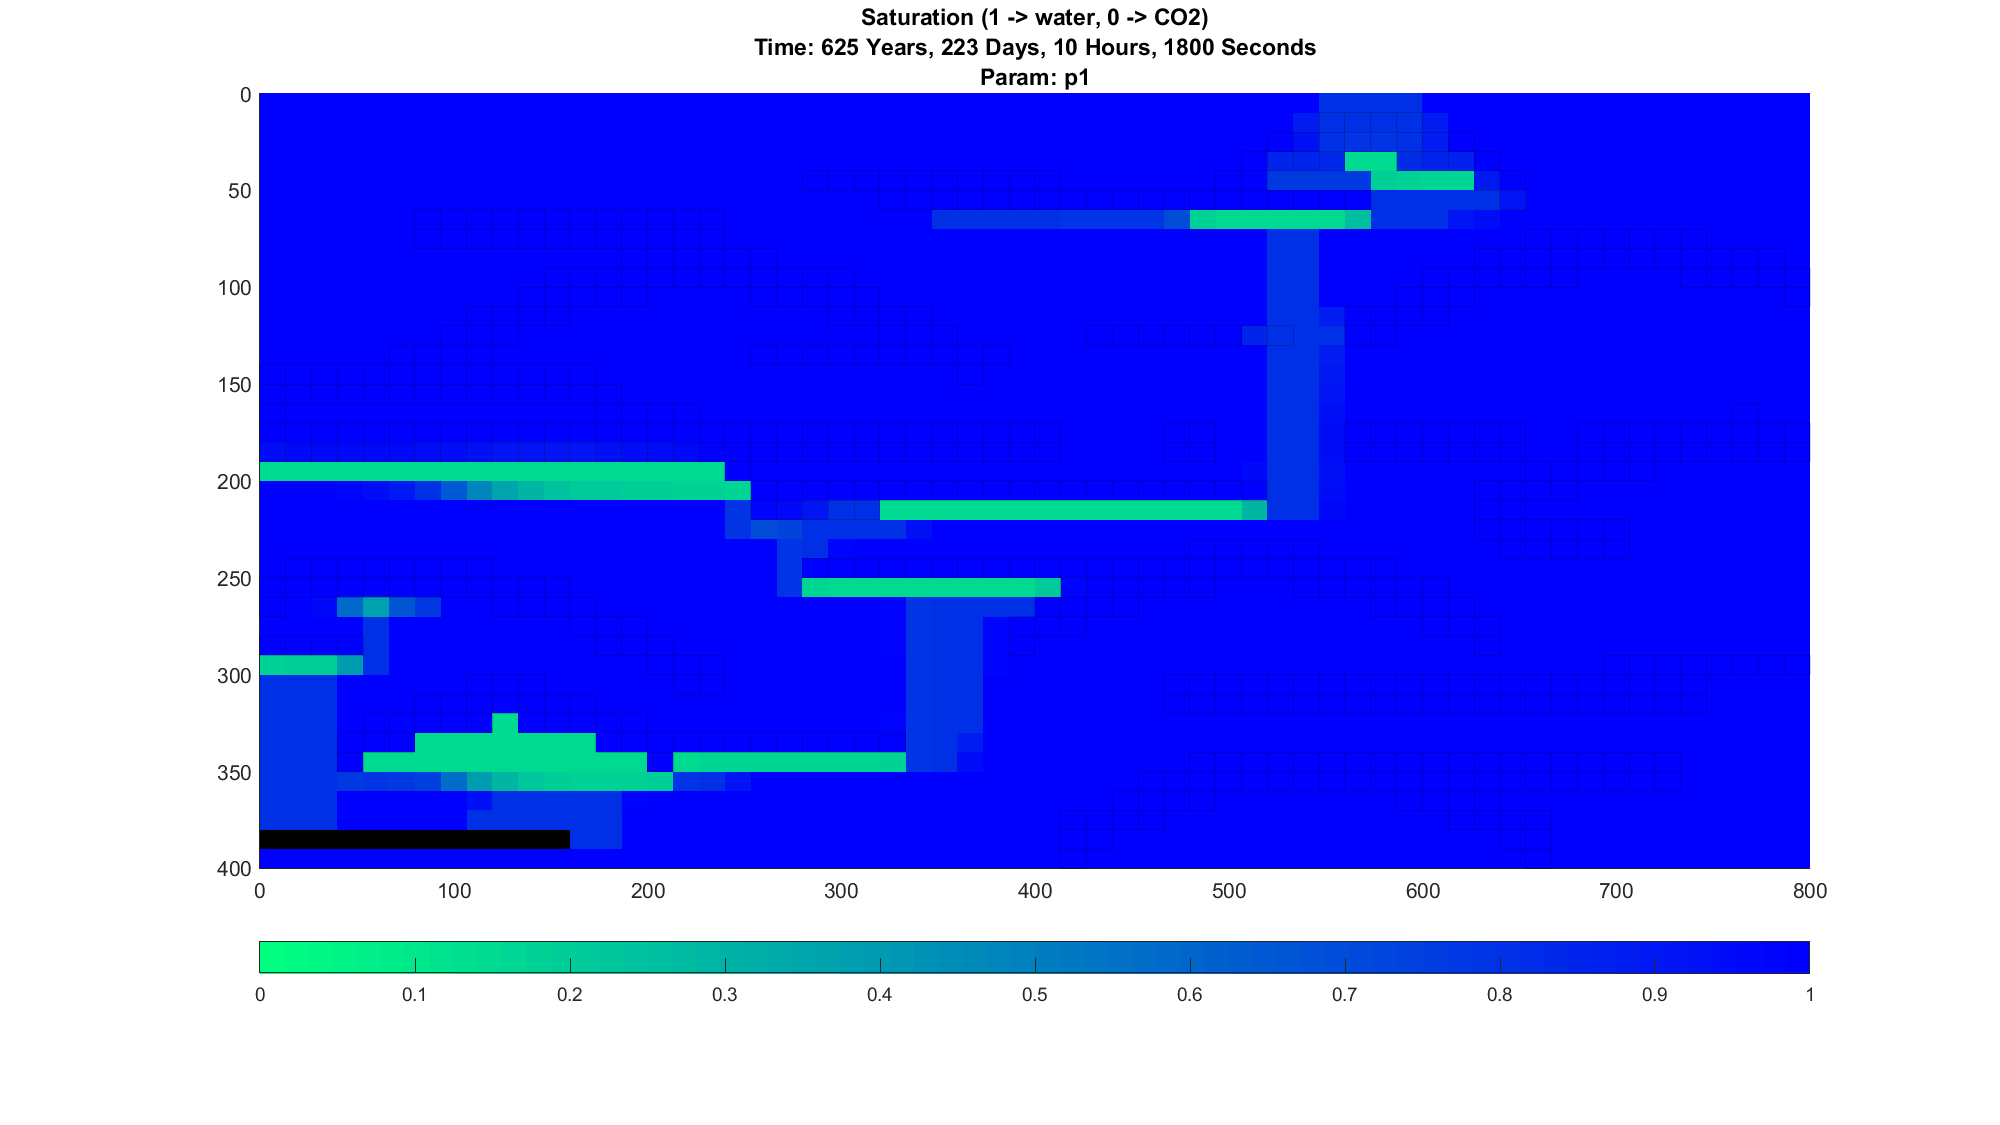 Saturation (1 -> water, 0 -> CO2)
Time: 625 Years, 223 Days, 10 Hours, 1800 Seconds
Param: p1
0
50
100
150
200
250
300
350
400
0 100 200 300 400 500 600 700 800
0 0.1 0.2 0.3 0.4 0.5 0.6 0.7 0.8 0.9 1